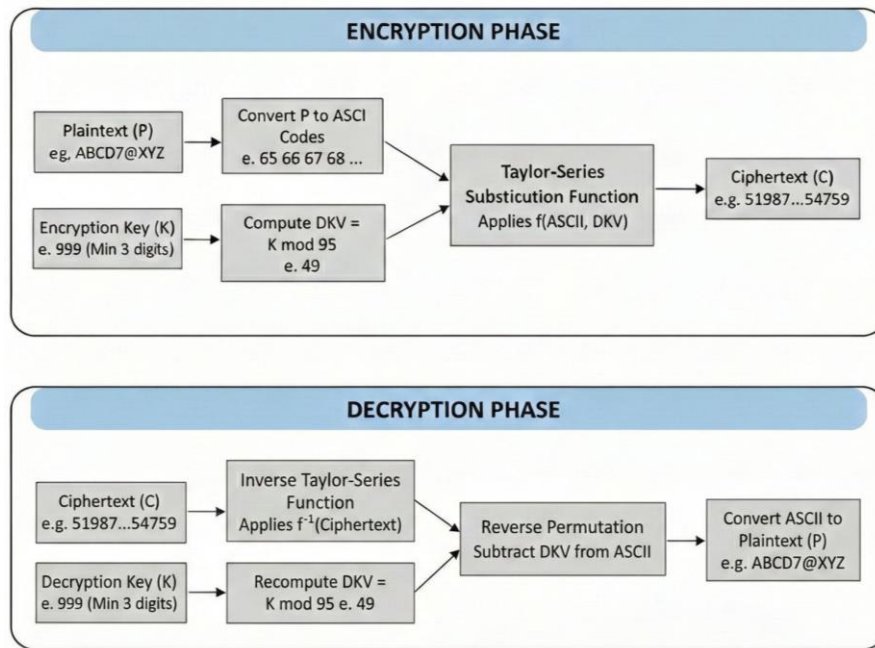 ENCRYPTION PHASE
Plaintext (P)
eg, ABCD7@XYZ
Convert P to ASCI
Codes
e. 65 66 67 68 ...
Encryption Key (K)
e. 999 (Min 3 digits)
Compute DKV =
K mod 95
e. 49
Taylor-Series
Substicution Function
Applies f(ASCII, DKV)
Ciphertext (C)
e.g. 51987...54759
DECRYPTION PHASE
Ciphertext (C)
e.g. 51987...54759
Inverse Taylor-Series
Function
Applies f⁻¹(Ciphertext)
Decryption Key (K)
e. 999 (Min 3 digits)
Recompute DKV =
K mod 95 e. 49
Reverse Permutation
Subtract DKV from ASCII
Convert ASCII to
Plaintext (P)
e.g. ABCD7@XYZ